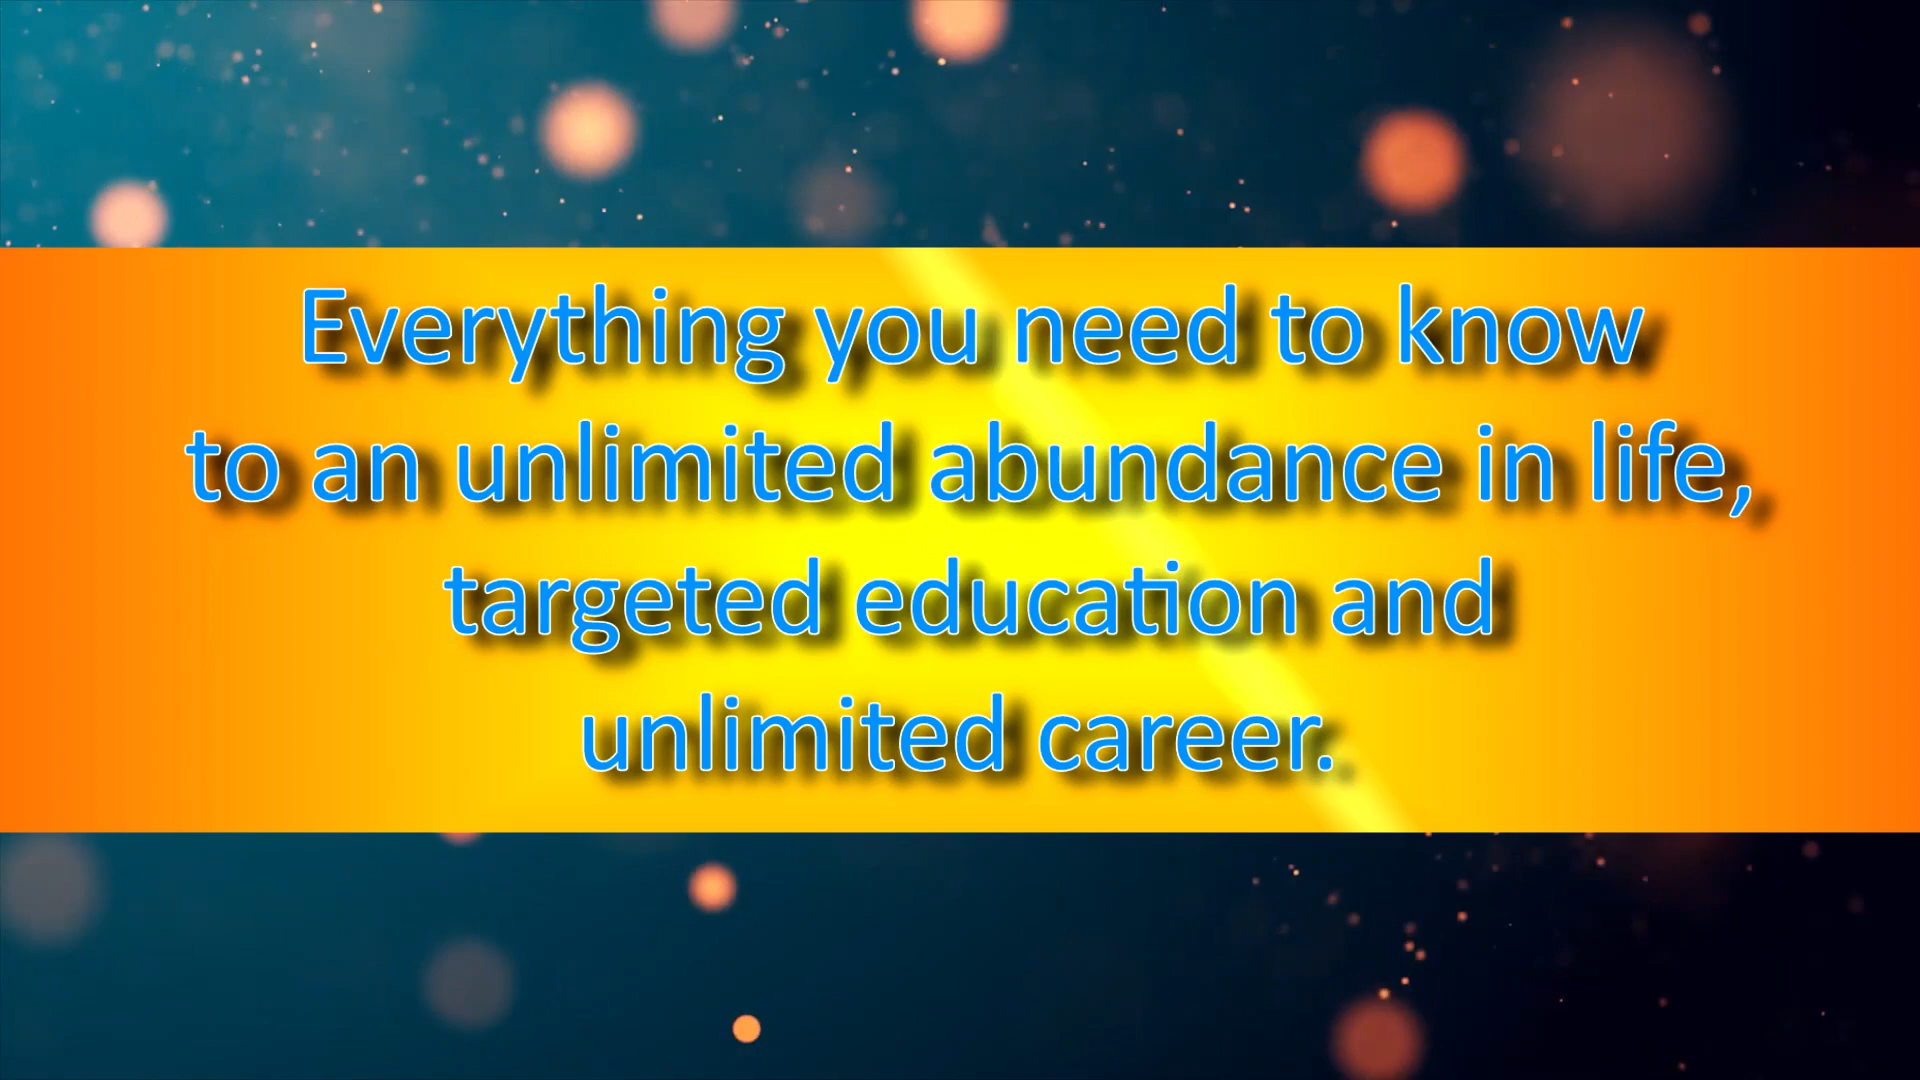 Everything you need to know
to an unlimited abundance in life,
targeted education and
unlimited career.